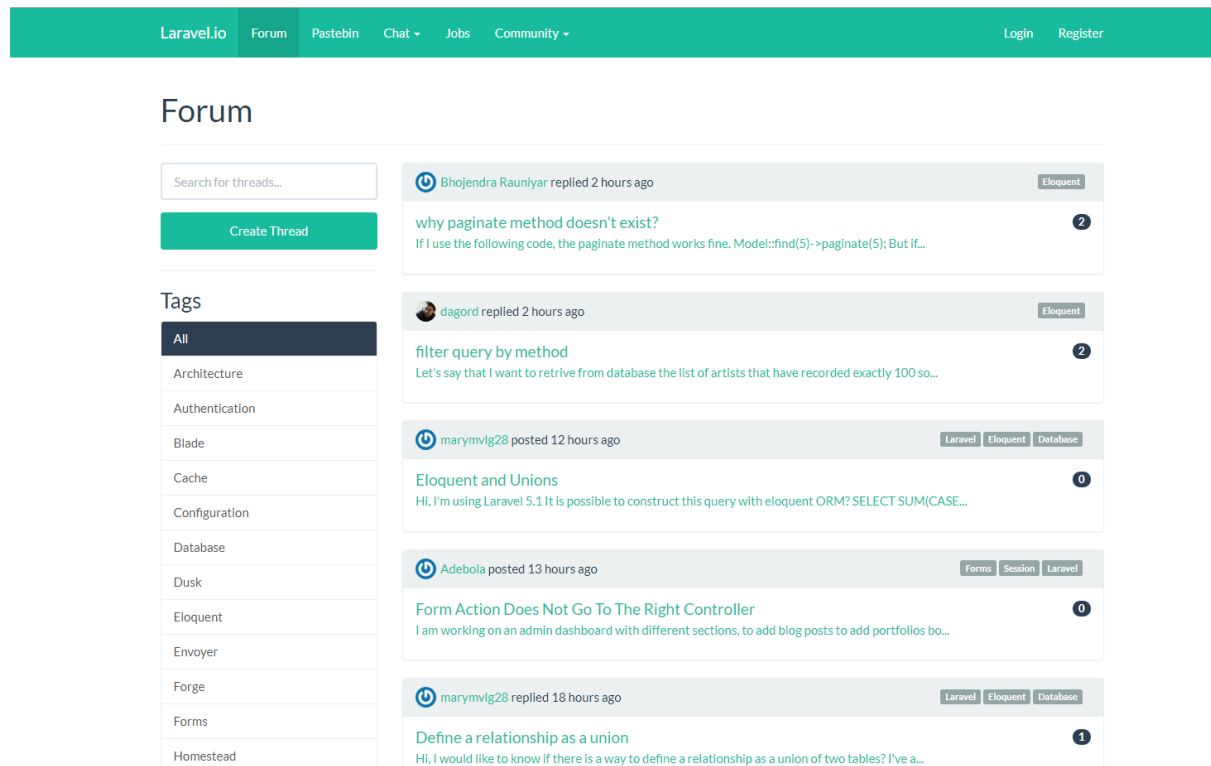 Laravel.io Forum Pastebin Chat Jobs Community Login Register
Forum
Search for threads...
Create Thread
Tags
All
Architecture
Authentication
Blade
Cache
Configuration
Database
Dusk
Eloquent
Envoyer
Forge
Forms
Homestead
Bhojendra Rauniyar replied 2 hours ago Eloquent
why paginate method doesn't exist? 2
If I use the following code, the paginate method works fine. Model::find(5)->paginate(5); But if...
dagord replied 2 hours ago Eloquent
filter query by method 2
Let's say that I want to retrive from database the list of artists that have recorded exactly 100 so...
marymvlg28 posted 12 hours ago Laravel Eloquent Database
Eloquent and Unions 0
Hi, I'm using Laravel 5.1 It is possible to construct this query with eloquent ORM? SELECT SUM(CASE...
Adebola posted 13 hours ago Forms Session Laravel
Form Action Does Not Go To The Right Controller 0
I am working on an admin dashboard with different sections, to add blog posts to add portfolios bo...
marymvlg28 replied 18 hours ago Laravel Eloquent Database
Define a relationship as a union 1
Hi, I would like to know if there is a way to define a relationship as a union of two tables? I've a...